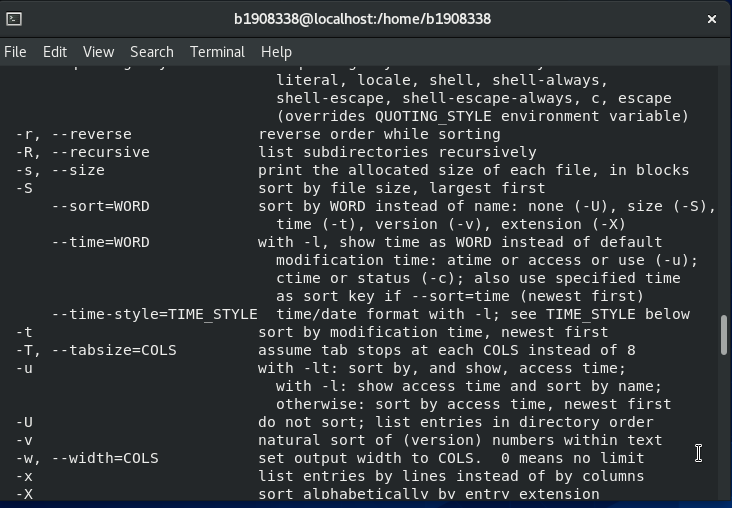 b1908338@localhost:/home/b1908338
File Edit View Search Terminal Help
literal, locale, shell, shell-always,
shell-escape, shell-escape-always, c, escape
(overrides QUOTING_STYLE environment variable)
-r, --reverse reverse order while sorting
-R, --recursive list subdirectories recursively
-s, --size print the allocated size of each file, in blocks
-S sort by file size, largest first
--sort=WORD sort by WORD instead of name: none (-U), size (-S),
time (-t), version (-v), extension (-X)
--time=WORD with -l, show time as WORD instead of default
modification time: atime or access or use (-u);
ctime or status (-c); also use specified time
as sort key if --sort=time (newest first)
--time-style=TIME_STYLE time/date format with -l; see TIME_STYLE below
-t sort by modification time, newest first
-T, --tabsize=COLS assume tab stops at each COLS instead of 8
-u with -lt: sort by, and show, access time;
with -l: show access time and sort by name;
otherwise: sort by access time, newest first
-U do not sort; list entries in directory order
-v natural sort of (version) numbers within text
-w, --width=COLS set output width to COLS. 0 means no limit
-x list entries by lines instead of by columns
-X sort alphabetically by entry extension